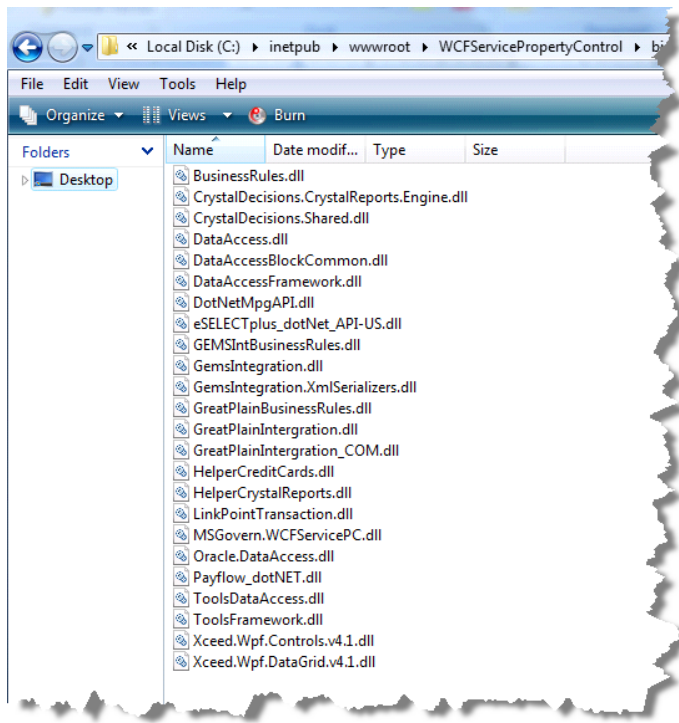 « Local Disk (C:) ▸ inetpub ▸ wwwroot ▸ WCFServicePropertyControl ▸
File Edit View Tools Help
Organize Views Burn
Folders Name Date modif... Type Size
Desktop
BusinessRules.dll
CrystalDecisions.CrystalReports.Engine.dll
CrystalDecisions.Shared.dll
DataAccess.dll
DataAccessBlockCommon.dll
DataAccessFramework.dll
DotNetMpgAPI.dll
eSELECTplus_dotNet_API-US.dll
GEMSIntBusinessRules.dll
GemsIntegration.dll
GemsIntegration.XmlSerializers.dll
GreatPlainBusinessRules.dll
GreatPlainIntergration.dll
GreatPlainIntergration_COM.dll
HelperCreditCards.dll
HelperCrystalReports.dll
LinkPointTransaction.dll
MSGovern.WCFServicePC.dll
Oracle.DataAccess.dll
Payflow_dotNET.dll
ToolsDataAccess.dll
ToolsFramework.dll
Xceed.Wpf.Controls.v4.1.dll
Xceed.Wpf.DataGrid.v4.1.dll